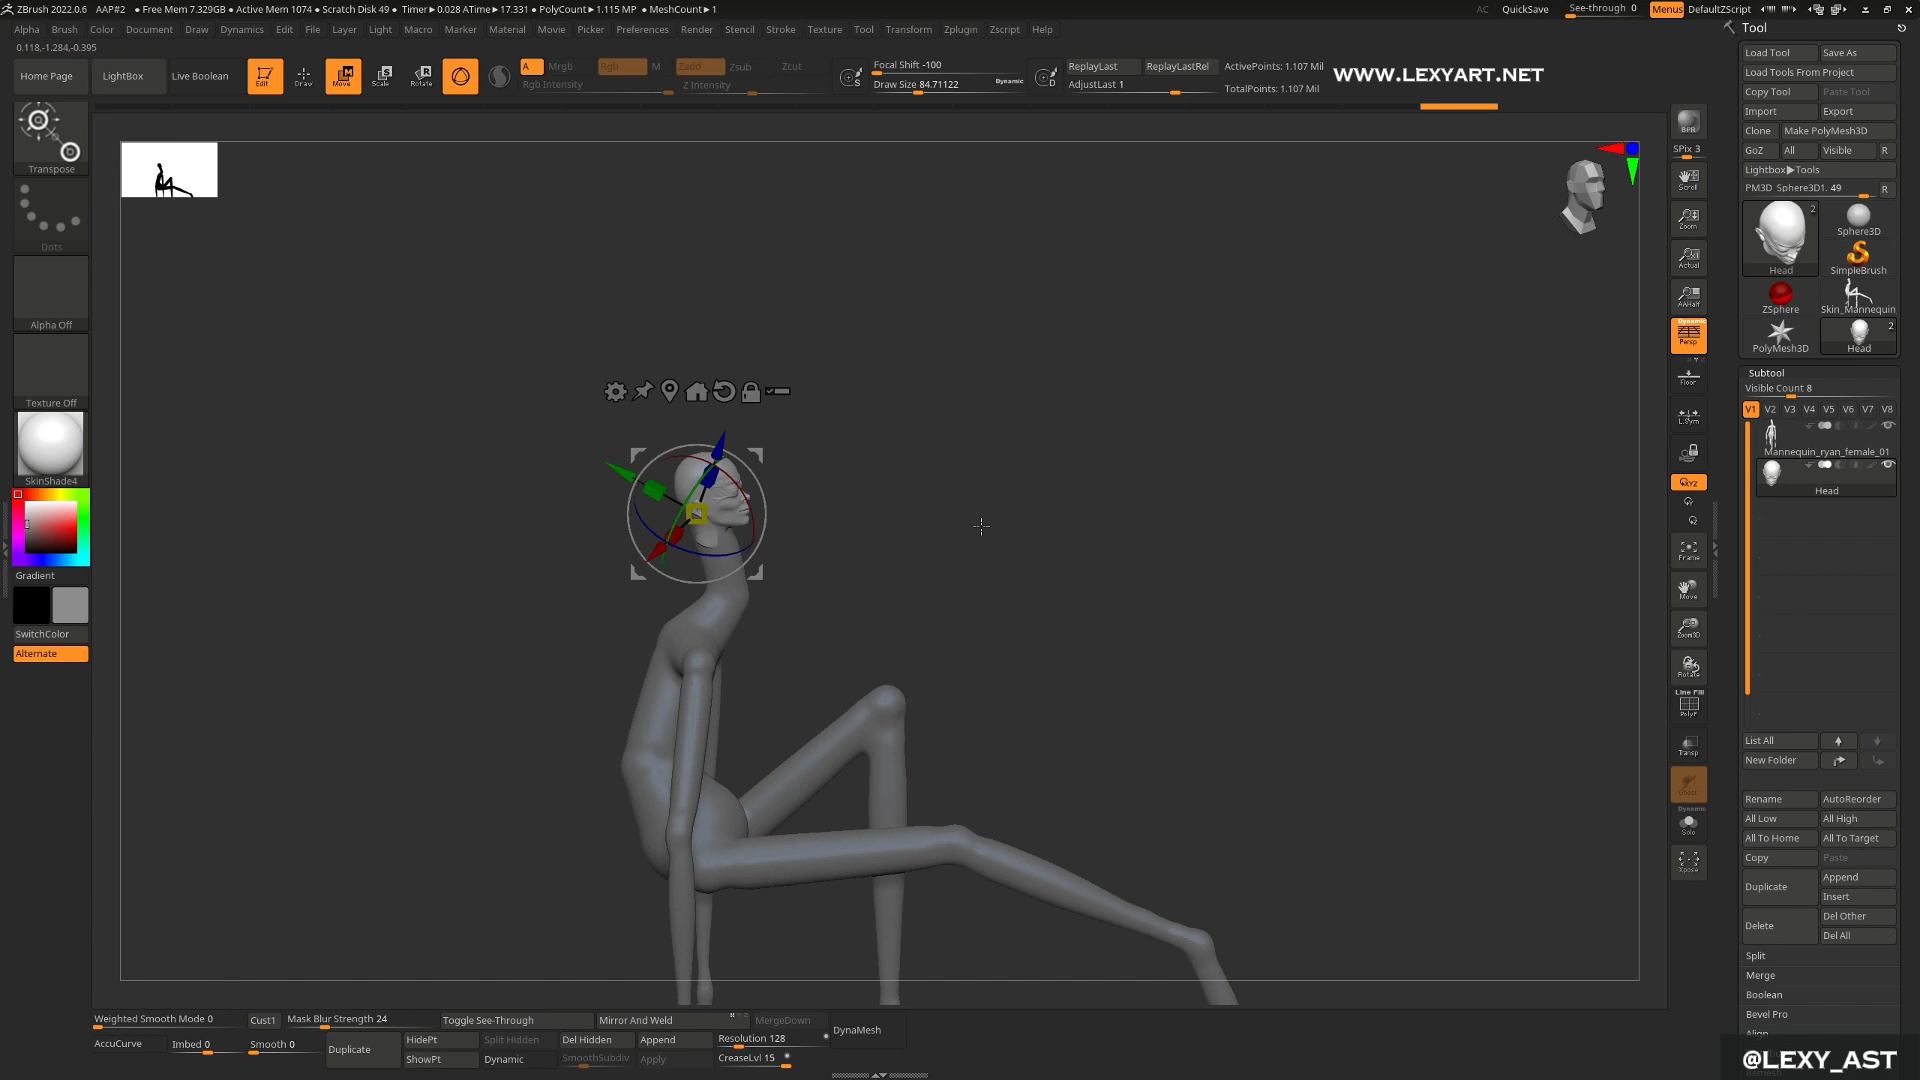 ZBrush 2022.0.6 AAP#2 • Free Mem 7.329GB • Active Mem 1074 • Scratch Disk 49 • Timer►0.028 ATime►17.331 • PolyCount►1.115 MP • MeshCount►1
AC QuickSave See-through 0 Menus DefaultZScript
Alpha Brush Color Document Draw Dynamics Edit File Layer Light Macro Marker Material Movie Picker Preferences Render Stencil Stroke Texture Tool Transform Zplugin Zscript Help
0.118,-1.284,-0.395
Home Page LightBox Live Boolean Edit Draw Move Scale Rotate
A Mrgb Rgb M Zadd Zsub Zcut
Rgb Intensity Z Intensity
Focal Shift -100
Draw Size 84.71122 Dynamic
S D
ReplayLast ReplayLastRel ActivePoints: 1.107 Mil
AdjustLast 1 TotalPoints: 1.107 Mil
WWW.LEXYART.NET
Transpose
Dots
Alpha Off
Texture Off
SkinShade4
Gradient
SwitchColor
Alternate
BPR
SPix 3
Scroll
Zoom
Actual
AAHalf
Dynamic
Persp
Floor
L.Sym
XYZ
Frame
Move
Zoom3D
Rotate
Line Fill
PolyF
Transp
Ghost
Dynamic
Solo
Xpose
Tool
Load Tool Save As
Load Tools From Project
Copy Tool Paste Tool
Import Export
Clone Make PolyMesh3D
GoZ All Visible R
Lightbox►Tools
PM3D_Sphere3D1. 49 R
2
Head Sphere3D
SimpleBrush
ZSphere Skin_Mannequin
2
PolyMesh3D Head
Subtool
Visible Count 8
V1 V2 V3 V4 V5 V6 V7 V8
Mannequin_ryan_female_01
Head
List All
New Folder
Rename AutoReorder
All Low All High
All To Home All To Target
Copy Paste
Duplicate Append
Insert
Delete Del Other
Del All
Split
Merge
Boolean
Bevel Pro
Align
Weighted Smooth Mode 0 Cust1 Mask Blur Strength 24 Toggle See-Through Mirror And Weld MergeDown DynaMesh
AccuCurve Imbed 0 Smooth 0 Duplicate HidePt Split Hidden Del Hidden Append Resolution 128
ShowPt Dynamic SmoothSubdiv Apply CreaseLvl 15
@LEXY_AST